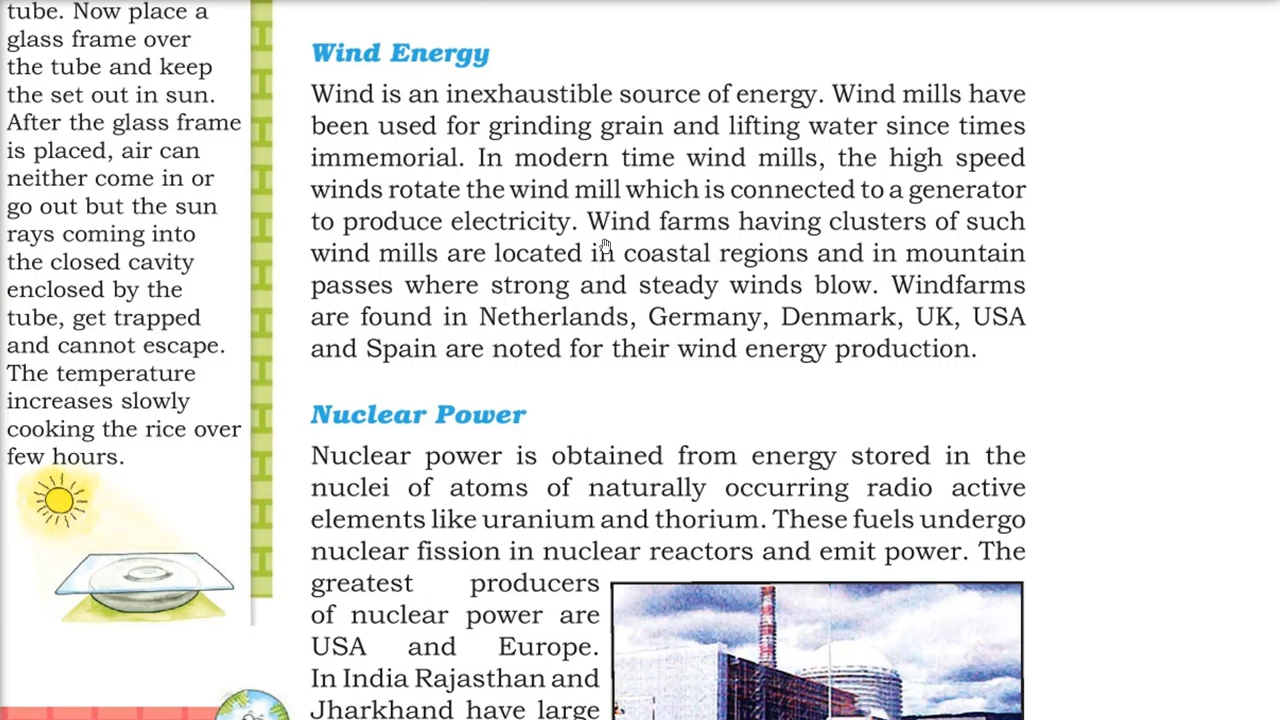 tube. Now place a
glass frame over
the tube and keep
the set out in sun.
After the glass frame
is placed, air can
neither come in or
go out but the sun
rays coming into
the closed cavity
enclosed by the
tube, get trapped
and cannot escape.
The temperature
increases slowly
cooking the rice over
few hours.
Wind Energy
Wind is an inexhaustible source of energy. Wind mills have
been used for grinding grain and lifting water since times
immemorial. In modern time wind mills, the high speed
winds rotate the wind mill which is connected to a generator
to produce electricity. Wind farms having clusters of such
wind mills are located in coastal regions and in mountain
passes where strong and steady winds blow. Windfarms
are found in Netherlands, Germany, Denmark, UK, USA
and Spain are noted for their wind energy production.
Nuclear Power
Nuclear power is obtained from energy stored in the
nuclei of atoms of naturally occurring radio active
elements like uranium and thorium. These fuels undergo
nuclear fission in nuclear reactors and emit power. The
greatest producers
of nuclear power are
USA and Europe.
In India Rajasthan and
Jharkhand have large